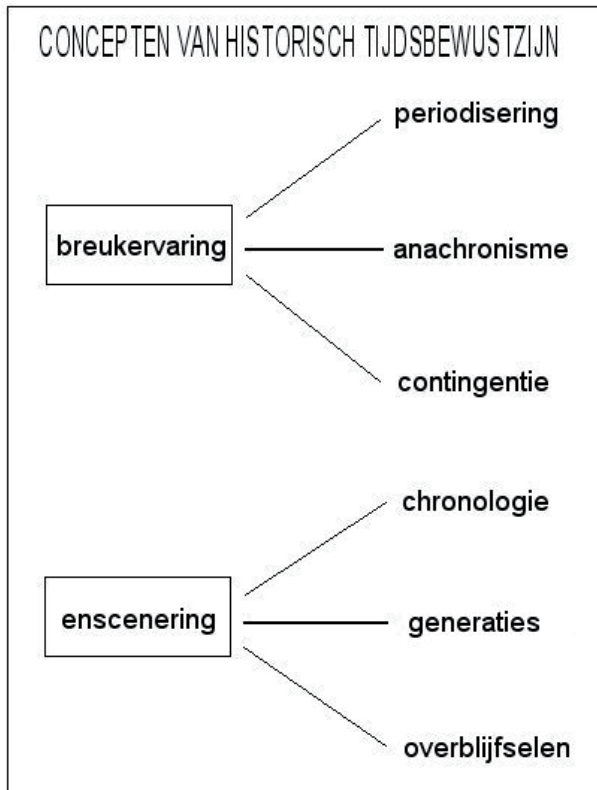 CONCEPTEN VAN HISTORISCH TIJDSBEWUSTZIJN
periodisering
breukervaring
anachronisme
contingentie
chronologie
enscenering
generaties
overblijfselen